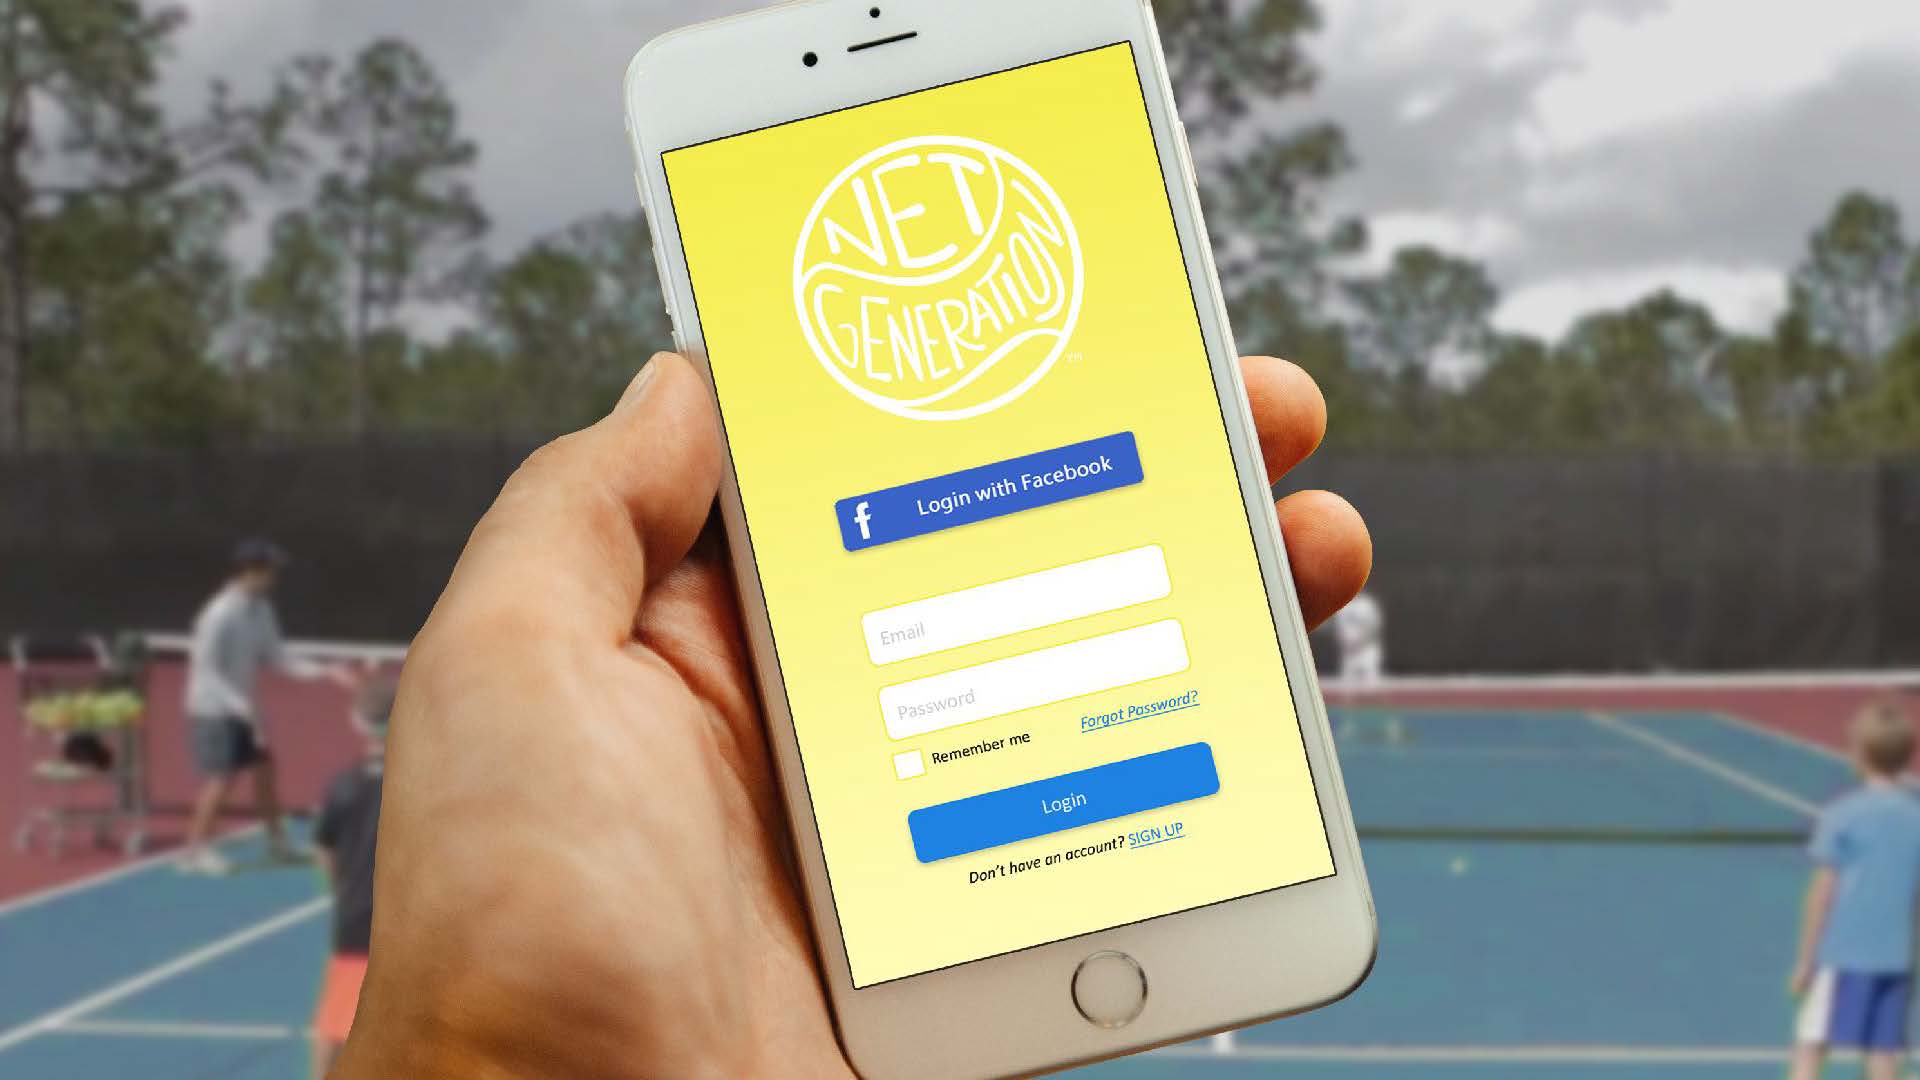 NET
GENERATION
TM
f Login with Facebook
Email
Password
Remember me
Forgot Password?
Login
Don't have an account? SIGN UP